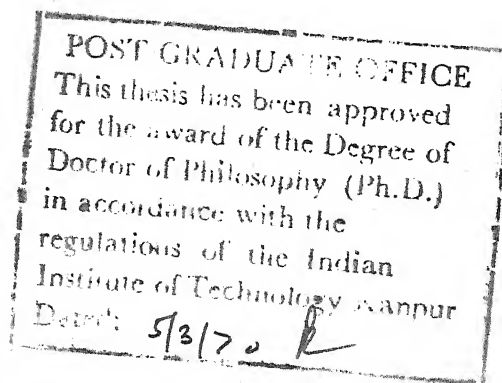 POST GRADUATE OFFICE
This thesis has been approved
for the award of the Degree of
Doctor of Philosophy (Ph.D.)
in accordance with the
regulations of the Indian
Institute of Technology Kanpur
Dated: 5/3/70